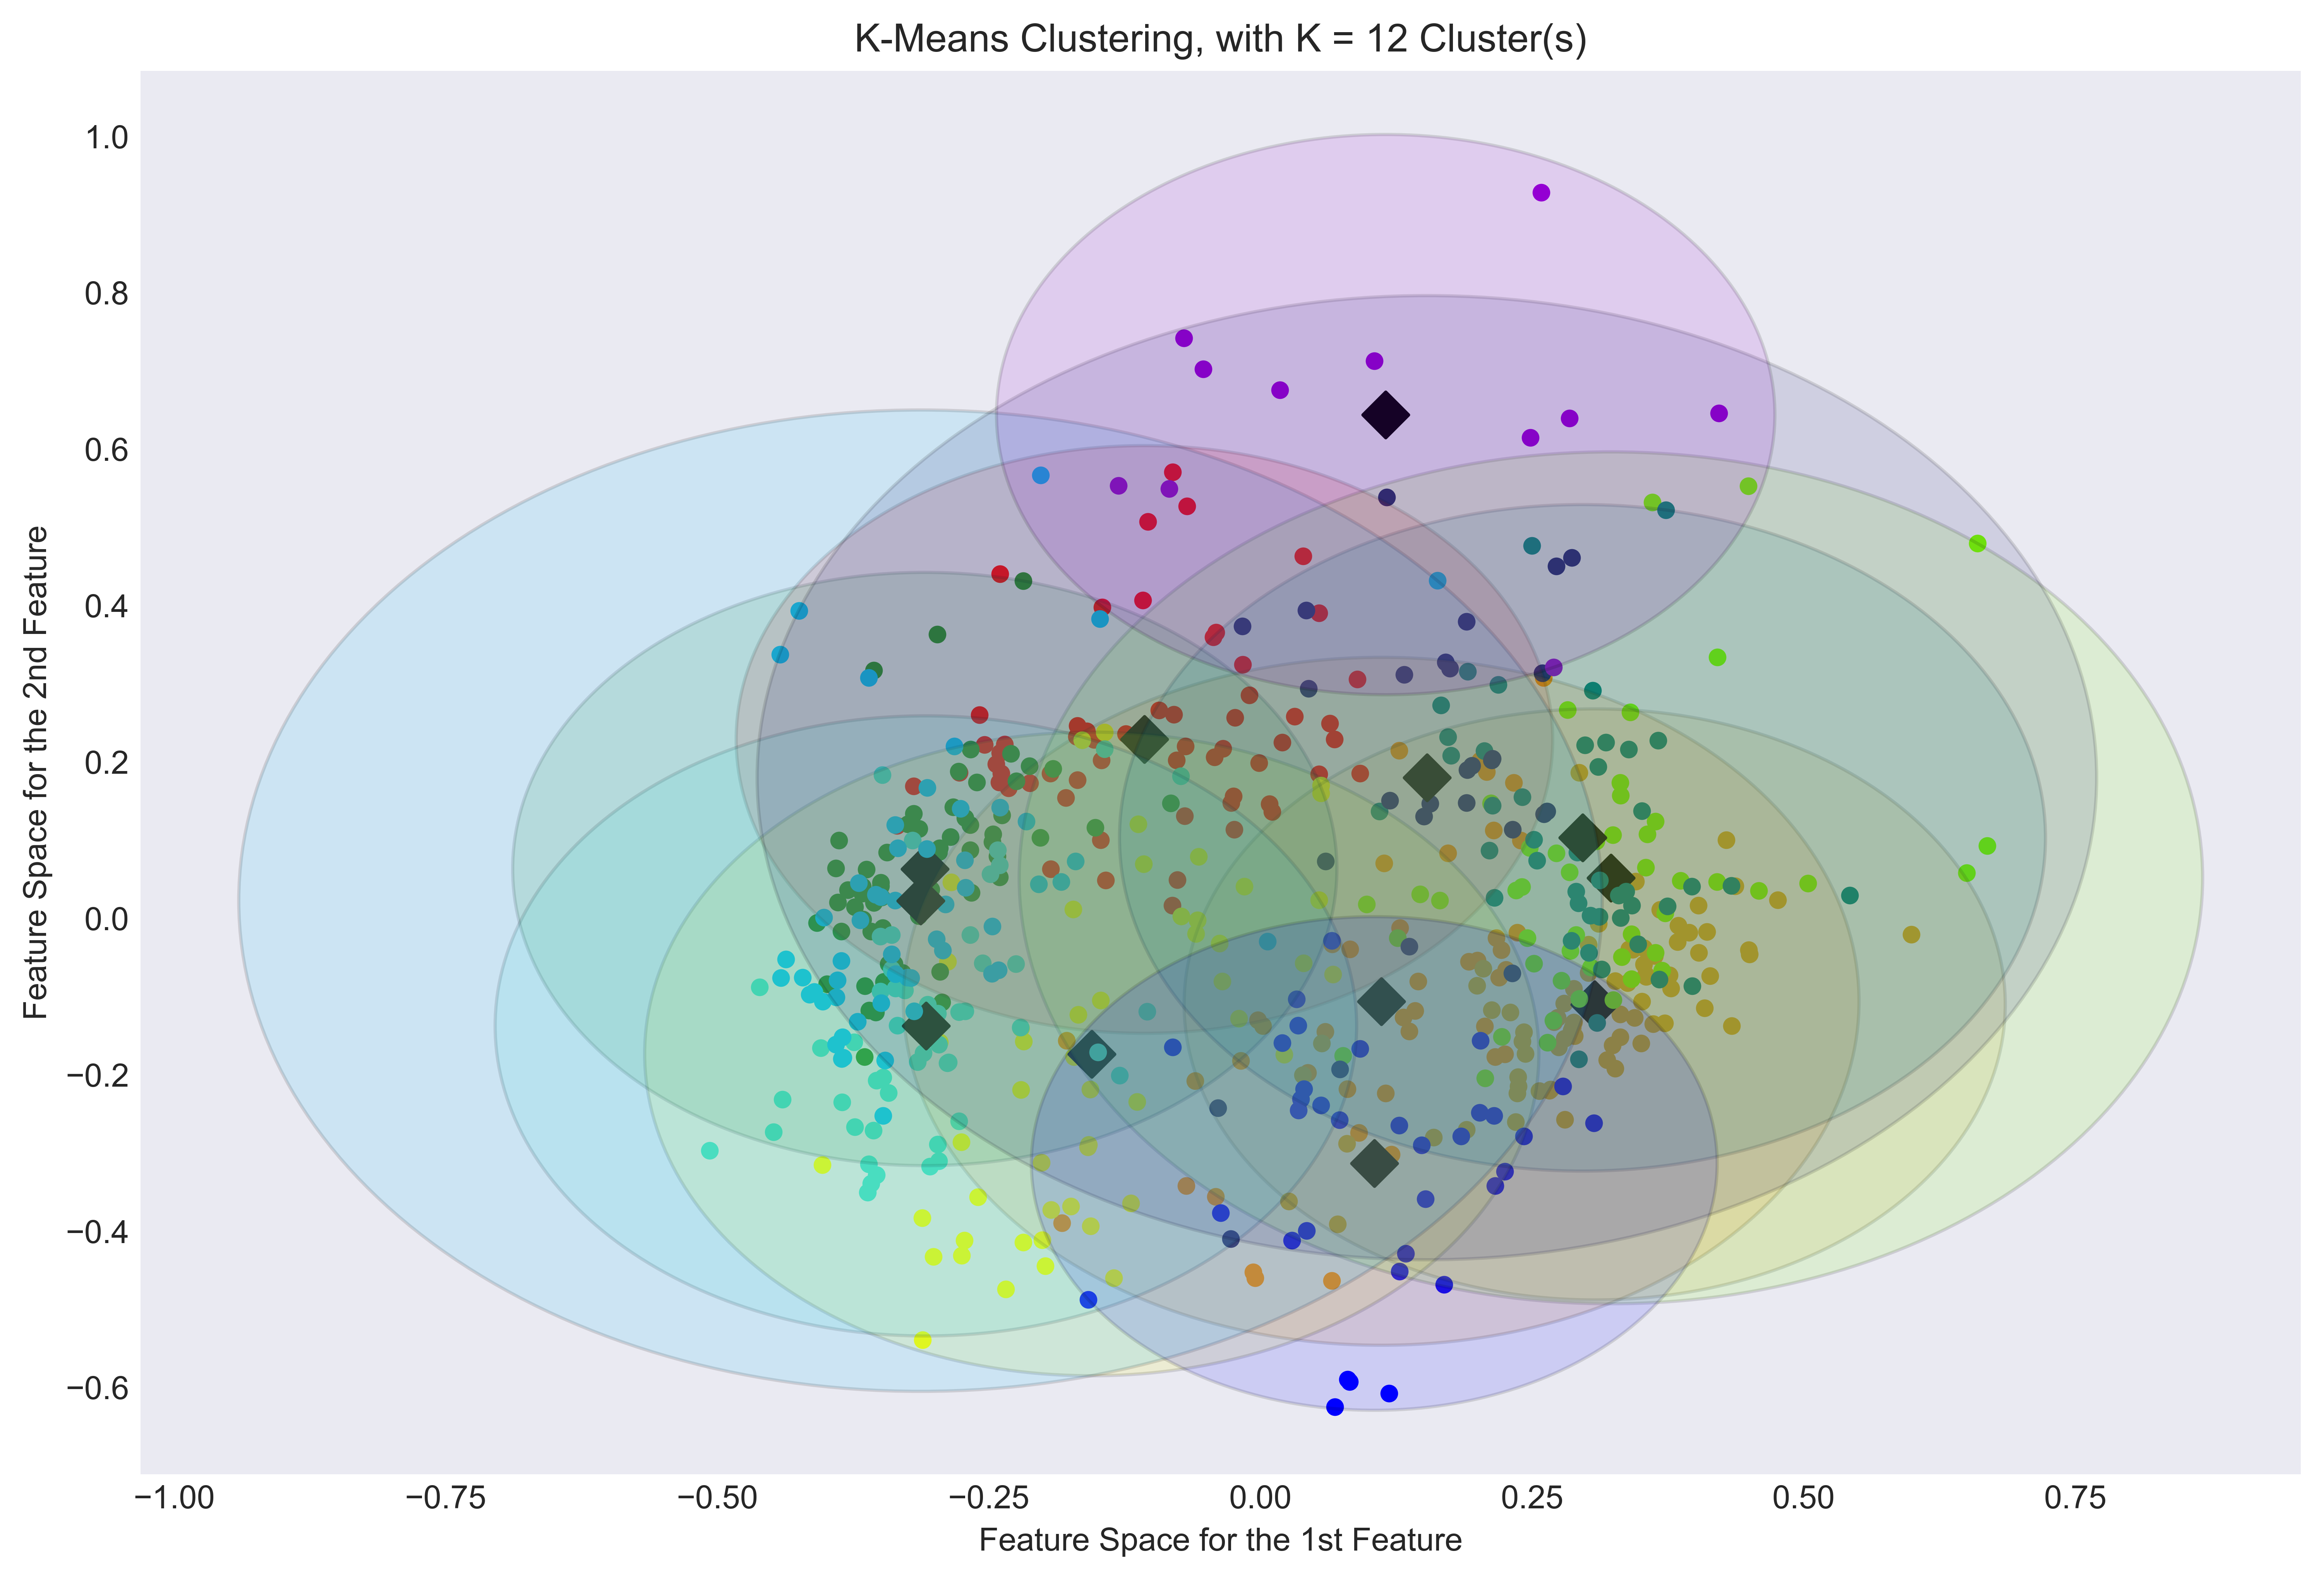 K-Means Clustering, with K = 12 Cluster(s)
1.0
0.8
0.6
0.4
0.2
0.0
−0.2
−0.4
−0.6
Feature Space for the 2nd Feature
−1.00 −0.75 −0.50 −0.25 0.00 0.25 0.50 0.75
Feature Space for the 1st Feature